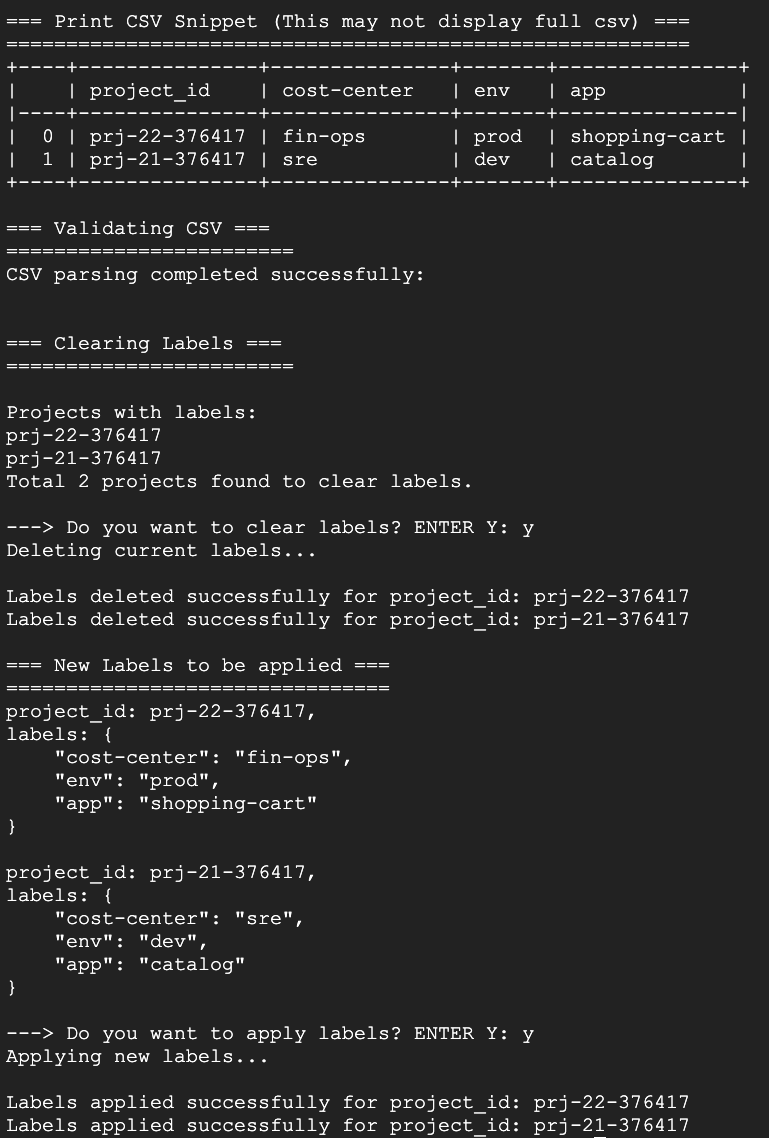 === Print CSV Snippet (This may not display full csv) ===
=========================================================
+----+---------------+---------------+-------+---------------+
|    | project_id    | cost-center   | env   | app           |
|----+---------------+---------------+-------+---------------|
|  0 | prj-22-376417 | fin-ops       | prod  | shopping-cart |
|  1 | prj-21-376417 | sre           | dev   | catalog       |
+----+---------------+---------------+-------+---------------+
=== Validating CSV ===
========================
CSV parsing completed successfully:
=== Clearing Labels ===
========================
Projects with labels:
prj-22-376417
prj-21-376417
Total 2 projects found to clear labels.
---> Do you want to clear labels? ENTER Y: y
Deleting current labels...
Labels deleted successfully for project_id: prj-22-376417
Labels deleted successfully for project_id: prj-21-376417
=== New Labels to be applied ===
================================
project_id: prj-22-376417,
labels: {
    "cost-center": "fin-ops",
    "env": "prod",
    "app": "shopping-cart"
}
project_id: prj-21-376417,
labels: {
    "cost-center": "sre",
    "env": "dev",
    "app": "catalog"
}
---> Do you want to apply labels? ENTER Y: y
Applying new labels...
Labels applied successfully for project_id: prj-22-376417
Labels applied successfully for project_id: prj-21-376417